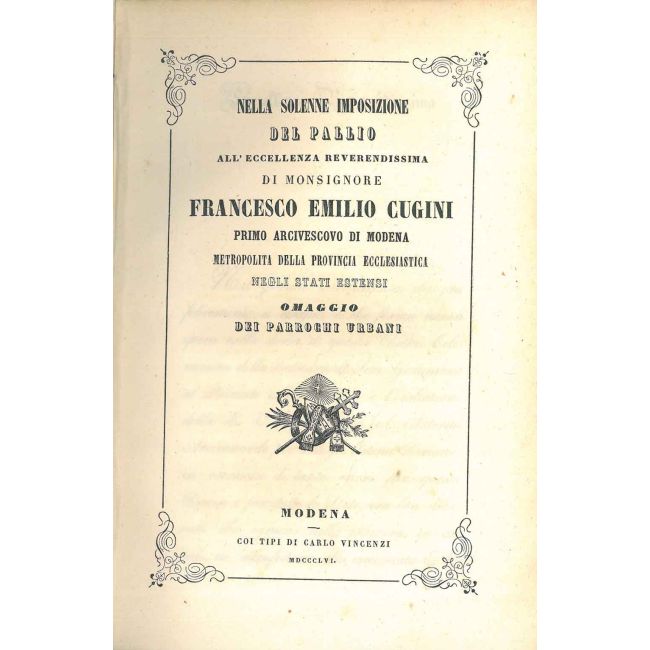 NELLA SOLENNE IMPOSIZIONE
DEL PALLIO
ALL' ECCELLENZA REVERENDISSIMA
DI MONSIGNORE
FRANCESCO EMILIO CUGINI
PRIMO ARCIVESCOVO DI MODENA
METROPOLITA DELLA PROVINCIA ECCLESIASTICA
NEGLI STATI ESTENSI
OMAGGIO
DEI PARROCHI URBANI
MODENA
COI TIPI DI CARLO VINCENZI
MDCCCLVI.